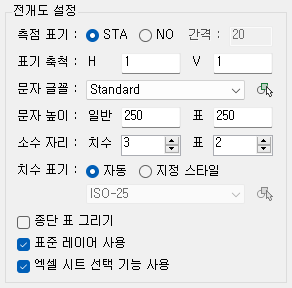 전개도 설정
측점 표기 : STA NO 간격 : 20
표기 축척 : H 1 V 1
문자 글꼴 : Standard
문자 높이 : 일반 250 표 250
소수 자리 : 치수 3 표 2
치수 표기 : 자동 지정 스타일
ISO-25
종단 표 그리기
표준 레이어 사용
엑셀 시트 선택 기능 사용